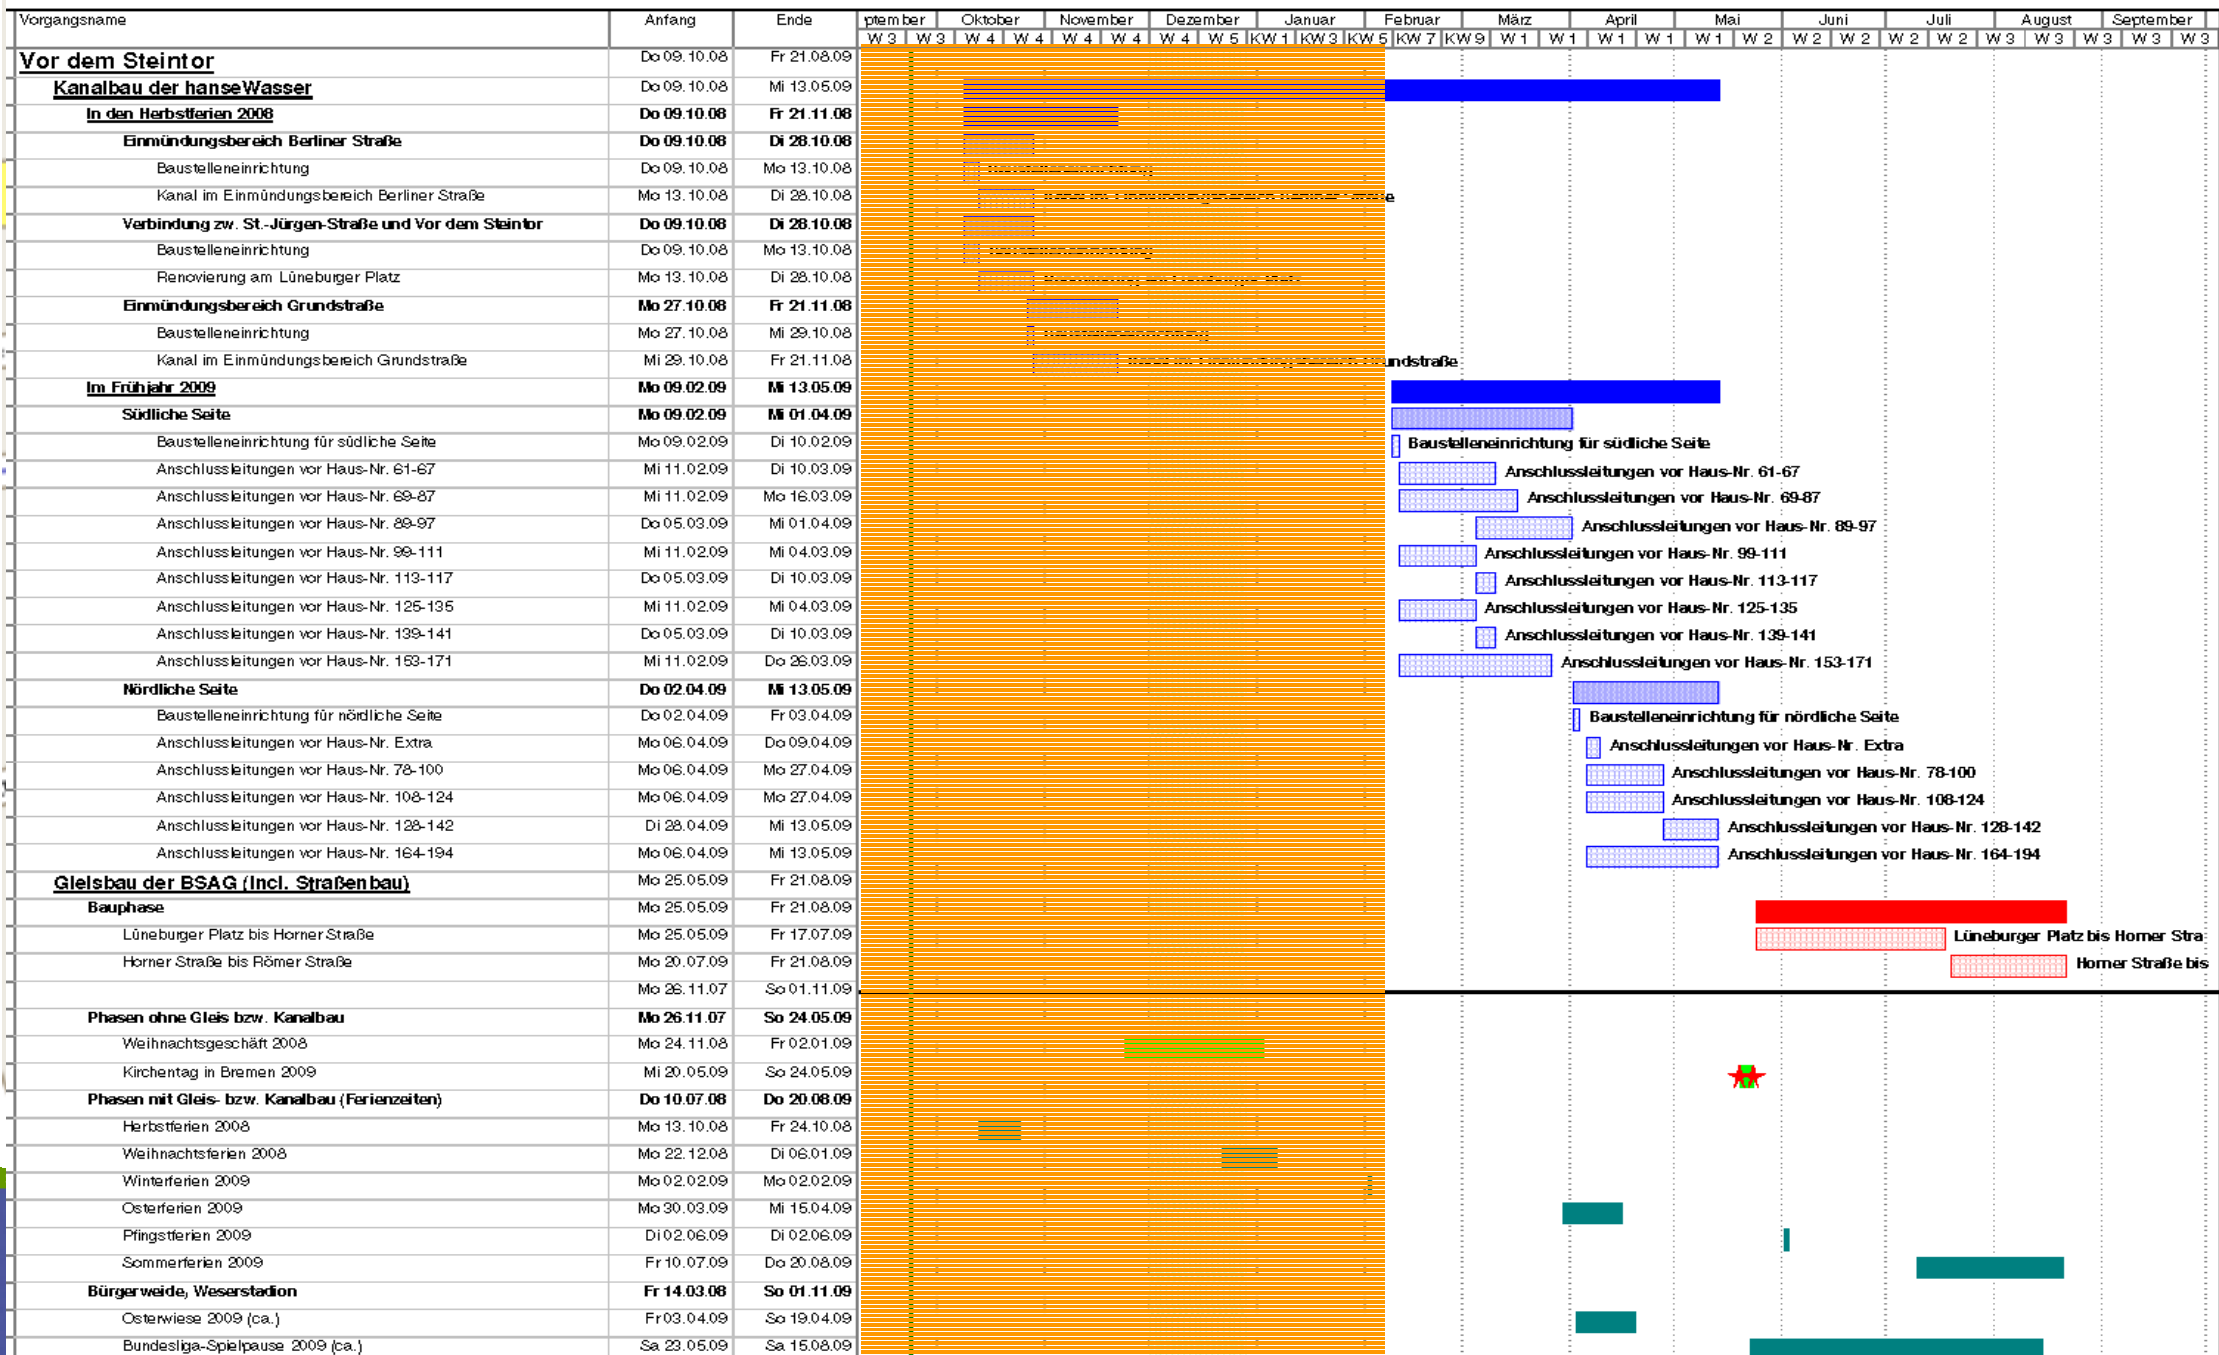 Vorgangsname Anfang Ende ptember Oktober November Dezember Januar Februar März April Mai Juni Juli August September
W 3 W 3 W 4 W 4 W 4 W 4 W 4 W 5 KW 1 KW 3 KW 5 KW 7 KW 9 W 1 W 1 W 1 W 1 W 1 W 2 W 2 W 2 W 2 W 2 W 3 W 3 W 3 W 3 W 3
Vor dem Steintor Do 09.10.08 Fr 21.08.09
Kanalbau der hanseWasser Do 09.10.08 Mi 13.05.09
In den Herbstferien 2008 Do 09.10.08 Fr 21.11.08
Einmündungsbereich Berliner Straße Do 09.10.08 Di 28.10.08
Baustelleneinrichtung Do 09.10.08 Mo 13.10.08
Kanal im Einmündungsbereich Berliner Straße Mo 13.10.08 Di 28.10.08
Verbindung zw. St.-Jürgen-Straße und Vor dem Steintor Do 09.10.08 Di 28.10.08
Baustelleneinrichtung Do 09.10.08 Mo 13.10.08
Renovierung am Lüneburger Platz Mo 13.10.08 Di 28.10.08
Einmündungsbereich Grundstraße Mo 27.10.08 Fr 21.11.08
Baustelleneinrichtung Mo 27.10.08 Mi 29.10.08
Kanal im Einmündungsbereich Grundstraße Mi 29.10.08 Fr 21.11.08 undstraße
Im Frühjahr 2009 Mo 09.02.09 Mi 13.05.09
Südliche Seite Mo 09.02.09 Mi 01.04.09
Baustelleneinrichtung für südliche Seite Mo 09.02.09 Di 10.02.09 Baustelleneinrichtung für südliche Seite
Anschlussleitungen vor Haus-Nr. 61-67 Mi 11.02.09 Di 10.03.09 Anschlussleitungen vor Haus-Nr. 61-67
Anschlussleitungen vor Haus-Nr. 69-87 Mi 11.02.09 Mo 16.03.09 Anschlussleitungen vor Haus-Nr. 69-87
Anschlussleitungen vor Haus-Nr. 89-97 Do 05.03.09 Mi 01.04.09 Anschlussleitungen vor Haus-Nr. 89-97
Anschlussleitungen vor Haus-Nr. 99-111 Mi 11.02.09 Mi 04.03.09 Anschlussleitungen vor Haus-Nr. 99-111
Anschlussleitungen vor Haus-Nr. 113-117 Do 05.03.09 Di 10.03.09 Anschlussleitungen vor Haus-Nr. 113-117
Anschlussleitungen vor Haus-Nr. 125-135 Mi 11.02.09 Mi 04.03.09 Anschlussleitungen vor Haus-Nr. 125-135
Anschlussleitungen vor Haus-Nr. 139-141 Do 05.03.09 Di 10.03.09 Anschlussleitungen vor Haus-Nr. 139-141
Anschlussleitungen vor Haus-Nr. 153-171 Mi 11.02.09 Do 26.03.09 Anschlussleitungen vor Haus-Nr. 153-171
Nördliche Seite Do 02.04.09 Mi 13.05.09
Baustelleneinrichtung für nördliche Seite Do 02.04.09 Fr 03.04.09 Baustelleneinrichtung für nördliche Seite
Anschlussleitungen vor Haus-Nr. Extra Mo 06.04.09 Do 09.04.09 Anschlussleitungen vor Haus-Nr. Extra
Anschlussleitungen vor Haus-Nr. 78-100 Mo 06.04.09 Mo 27.04.09 Anschlussleitungen vor Haus-Nr. 78-100
Anschlussleitungen vor Haus-Nr. 108-124 Mo 06.04.09 Mo 27.04.09 Anschlussleitungen vor Haus-Nr. 108-124
Anschlussleitungen vor Haus-Nr. 128-142 Di 28.04.09 Mi 13.05.09 Anschlussleitungen vor Haus-Nr. 128-142
Anschlussleitungen vor Haus-Nr. 164-194 Mo 06.04.09 Mi 13.05.09 Anschlussleitungen vor Haus-Nr. 164-194
Gleisbau der BSAG (Incl. Straßenbau) Mo 25.05.09 Fr 21.08.09
Bauphase Mo 25.05.09 Fr 21.08.09
Lüneburger Platz bis Horner Straße Mo 25.05.09 Fr 17.07.09 Lüneburger Platz bis Horner Stra
Horner Straße bis Römer Straße Mo 20.07.09 Fr 21.08.09 Horner Straße bis
Mo 26.11.07 So 01.11.09
Phasen ohne Gleis bzw. Kanalbau Mo 26.11.07 So 24.05.09
Weihnachtsgeschäft 2008 Mo 24.11.08 Fr 02.01.09
Kirchentag in Bremen 2009 Mi 20.05.09 So 24.05.09
Phasen mit Gleis- bzw. Kanalbau (Ferienzeiten) Do 10.07.08 Do 20.08.09
Herbstferien 2008 Mo 13.10.08 Fr 24.10.08
Weihnachtsferien 2008 Mo 22.12.08 Di 06.01.09
Winterferien 2009 Mo 02.02.09 Mo 02.02.09
Osterferien 2009 Mo 30.03.09 Mi 15.04.09
Pfingstferien 2009 Di 02.06.09 Di 02.06.09
Sommerferien 2009 Fr 10.07.09 Do 20.08.09
Bürgerweide, Weserstadion Fr 14.03.08 So 01.11.09
Osterwiese 2009 (ca.) Fr 03.04.09 So 19.04.09
Bundesliga-Spielpause 2009 (ca.) Sa 23.05.09 Sa 15.08.09